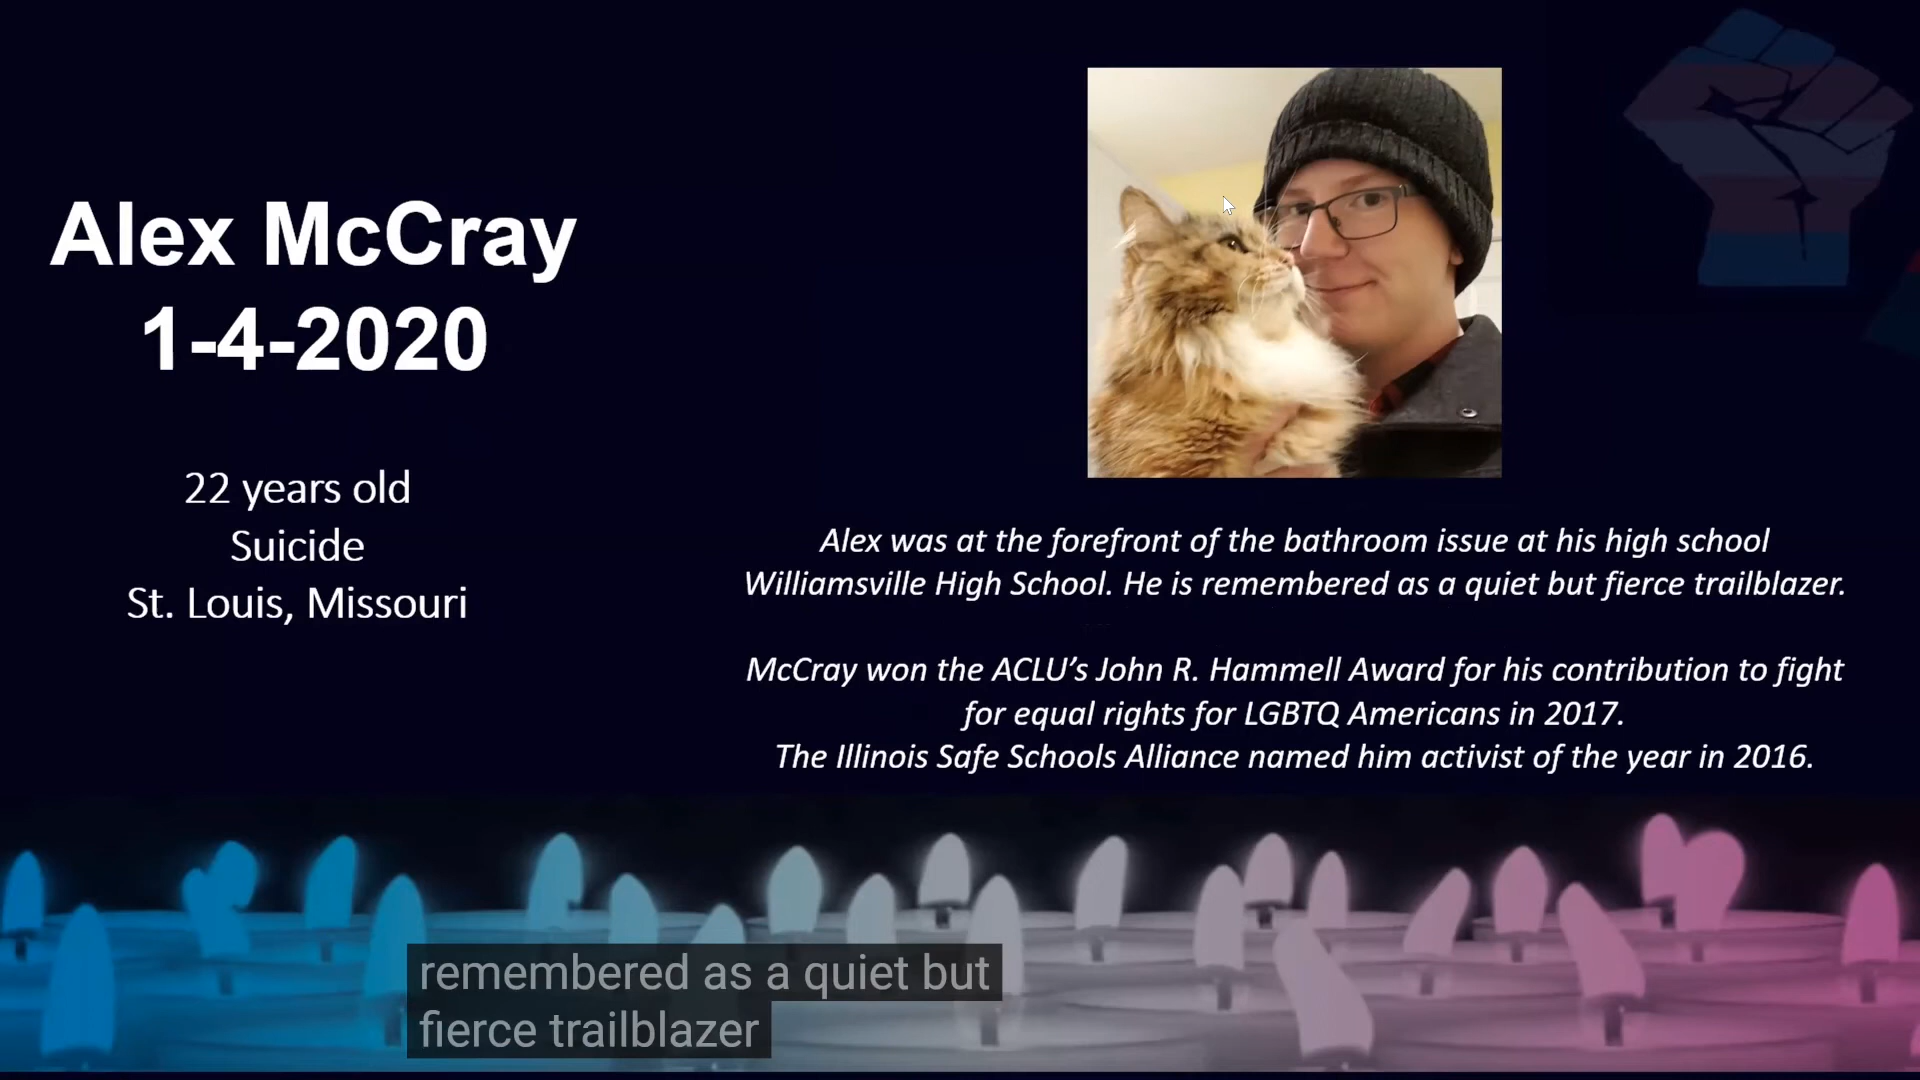 Alex McCray
1-4-2020
22 years old
Suicide
St. Louis, Missouri
Alex was at the forefront of the bathroom issue at his high school
Williamsville High School. He is remembered as a quiet but fierce trailblazer.
McCray won the ACLU’s John R. Hammell Award for his contribution to fight
for equal rights for LGBTQ Americans in 2017.
The Illinois Safe Schools Alliance named him activist of the year in 2016.
remembered as a quiet but
fierce trailblazer